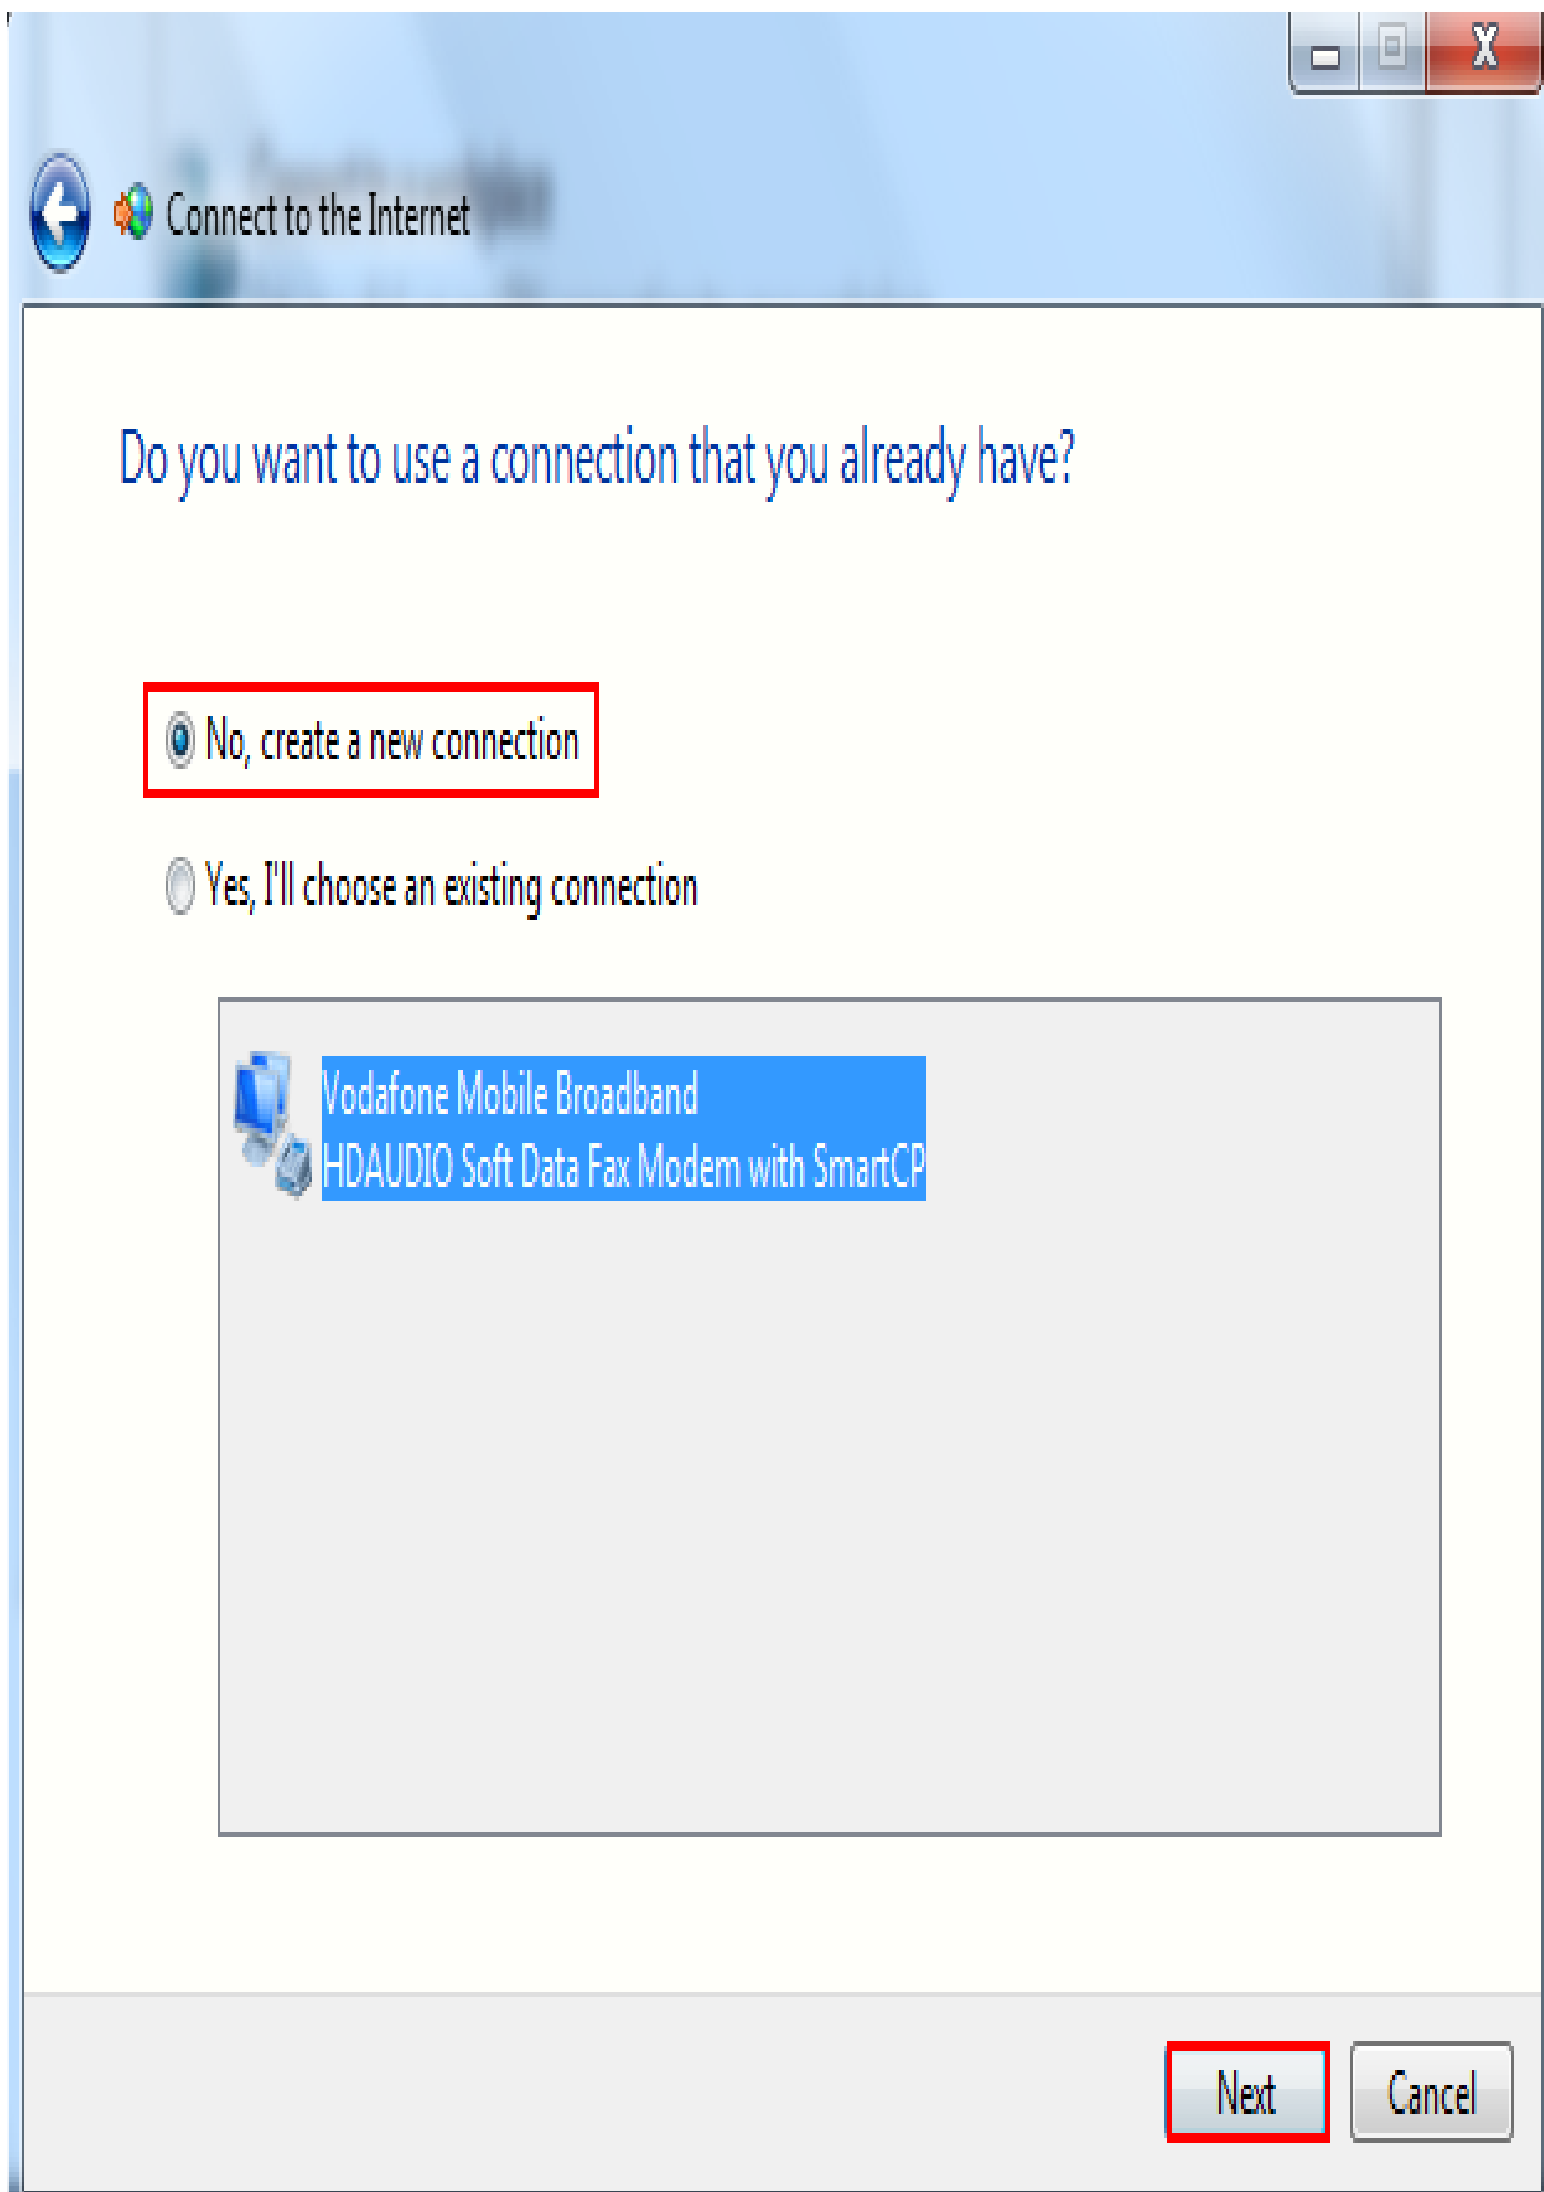 Connect to the Internet
Do you want to use a connection that you already have?
No, create a new connection
Yes, I'll choose an existing connection
Vodafone Mobile Broadband
HDAUDIO Soft Data Fax Modem with SmartCP
Next
Cancel